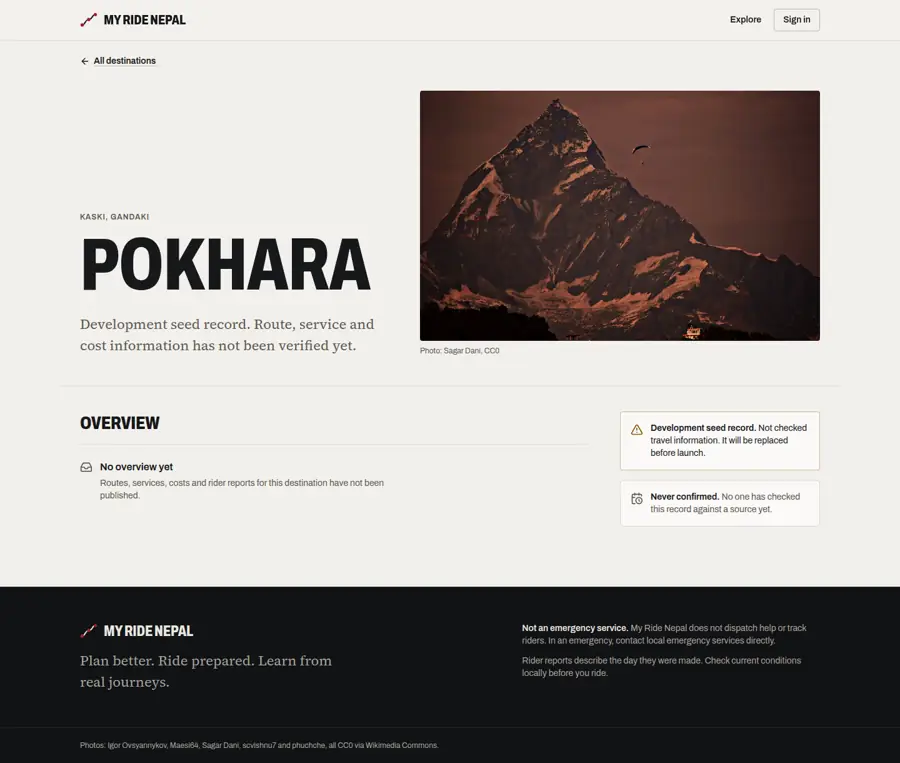 MY RIDE NEPAL
Explore
Sign in
All destinations
KASKI, GANDAKI
POKHARA
Development seed record. Route, service and
cost information has not been verified yet.
Photo: Sagar Dani, CC0
OVERVIEW
No overview yet
Routes, services, costs and rider reports for this destination have not been
published.
Development seed record. Not checked
travel information. It will be replaced
before launch.
Never confirmed. No one has checked
this record against a source yet.
MY RIDE NEPAL
Plan better. Ride prepared. Learn from
real journeys.
Not an emergency service. My Ride Nepal does not dispatch help or track
riders. In an emergency, contact local emergency services directly.
Rider reports describe the day they were made. Check current conditions
locally before you ride.
Photos: Igor Ovsyannykov, Maesi64, Sagar Dani, scvishnu7 and phuchche, all CC0 via Wikimedia Commons.